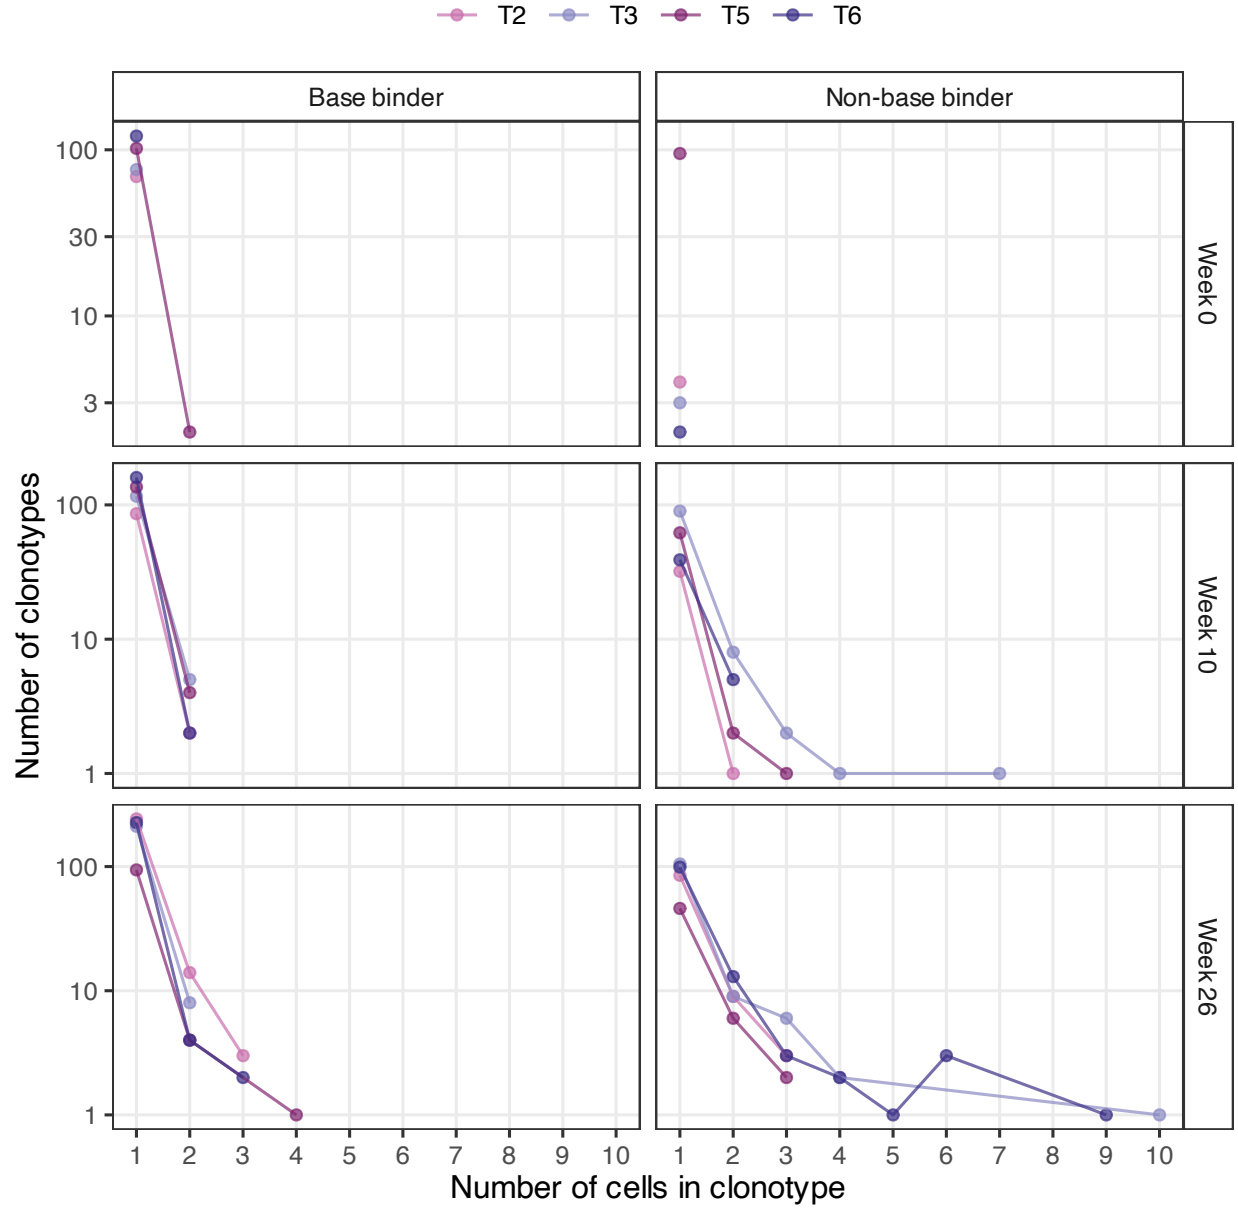 T2 T3 T5 T6
Base binder Non-base binder
100
30
10
3
Week 0
Number of clonotypes
100
10
1
Week 10
100
10
1
Week 26
1 2 3 4 5 6 7 8 9 10 1 2 3 4 5 6 7 8 9 10
Number of cells in clonotype